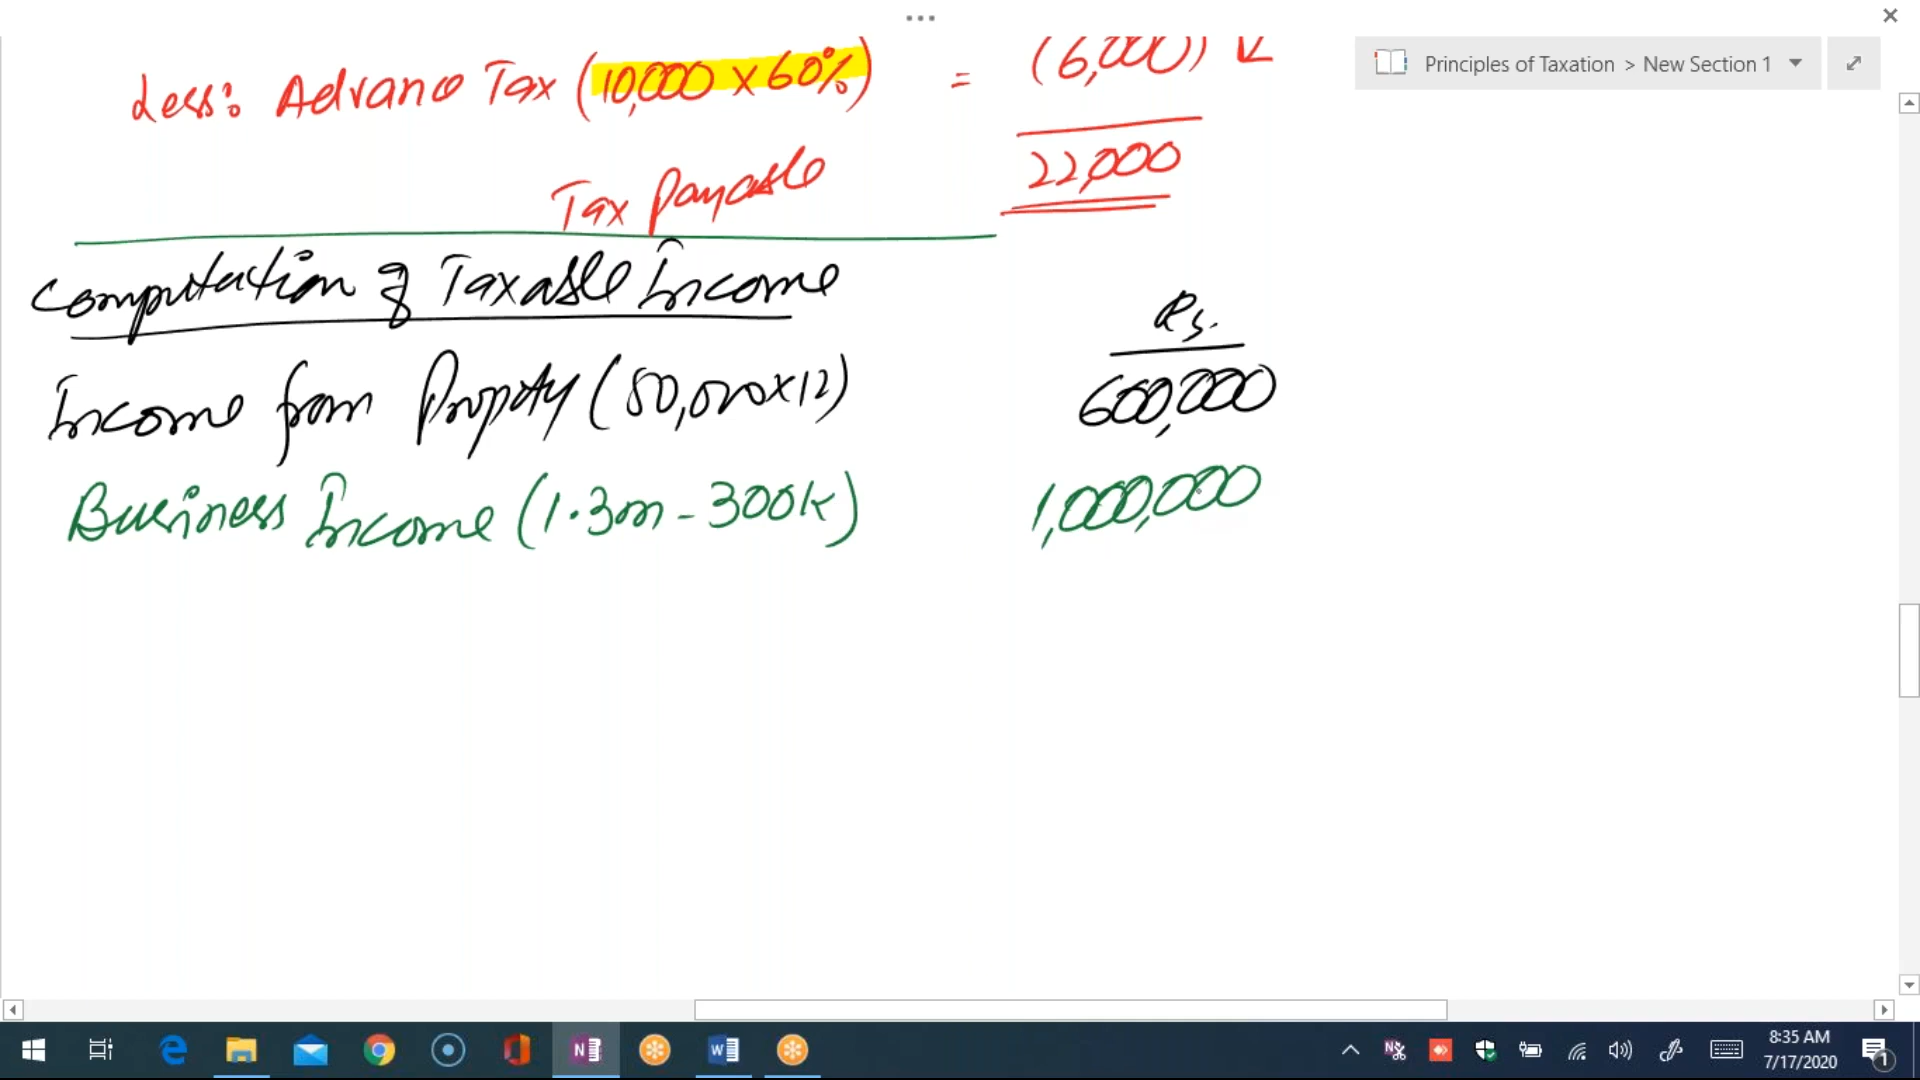 Less: Advance Tax (10,000 x 60%) = (6,000)
Principles of Taxation > New Section 1
Tax Payable 22,000
Computation of Taxable Income
Rs.
Income from Property (50,000x12) 600,000
Business Income (1.3m - 300k) 1,000,000
8:35 AM
7/17/2020
1